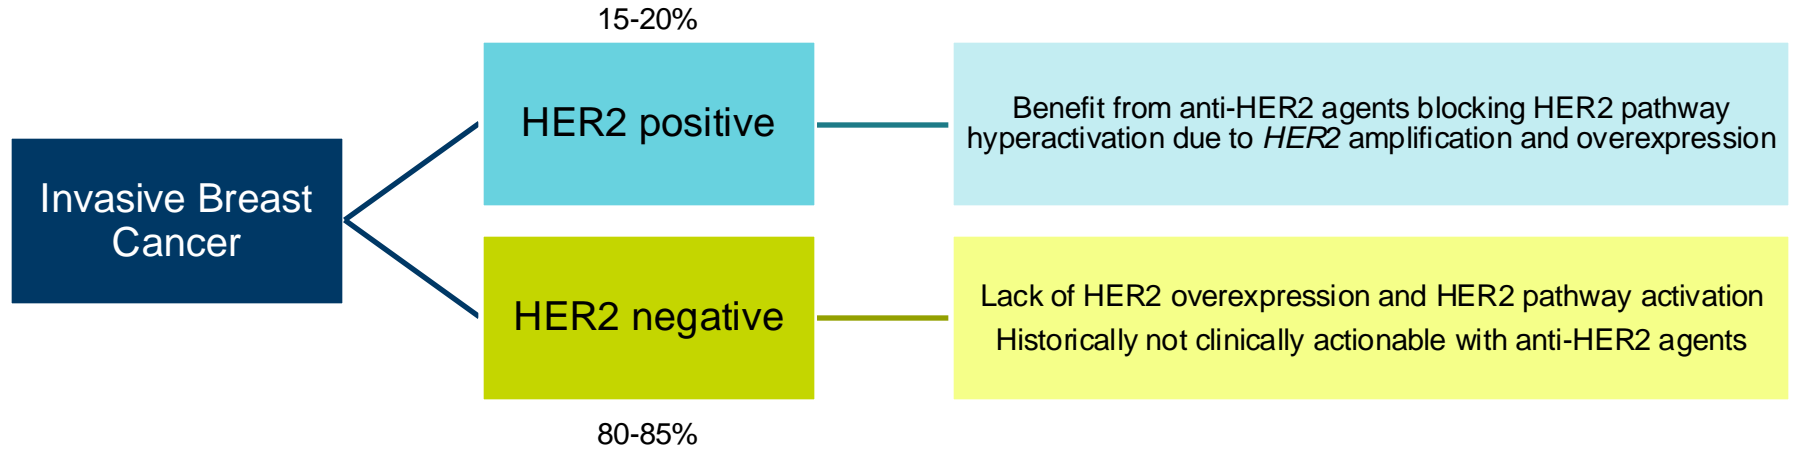 15-20%
HER2 positive
Benefit from anti-HER2 agents blocking HER2 pathway
hyperactivation due to HER2 amplification and overexpression
Invasive Breast
Cancer
HER2 negative
Lack of HER2 overexpression and HER2 pathway activation
Historically not clinically actionable with anti-HER2 agents
80-85%